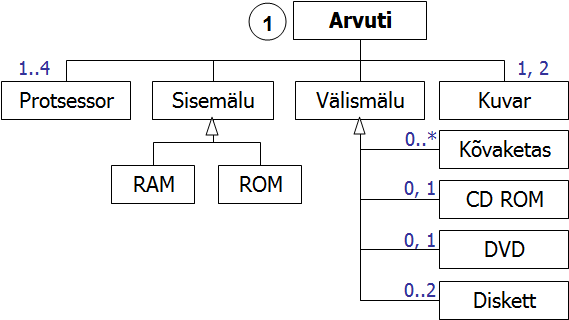 1 Arvuti
1..4 1, 2
Protsessor Sisemälu Välismälu Kuvar
0..* Kõvaketas
RAM ROM
0, 1 CD ROM
0, 1 DVD
0..2 Diskett